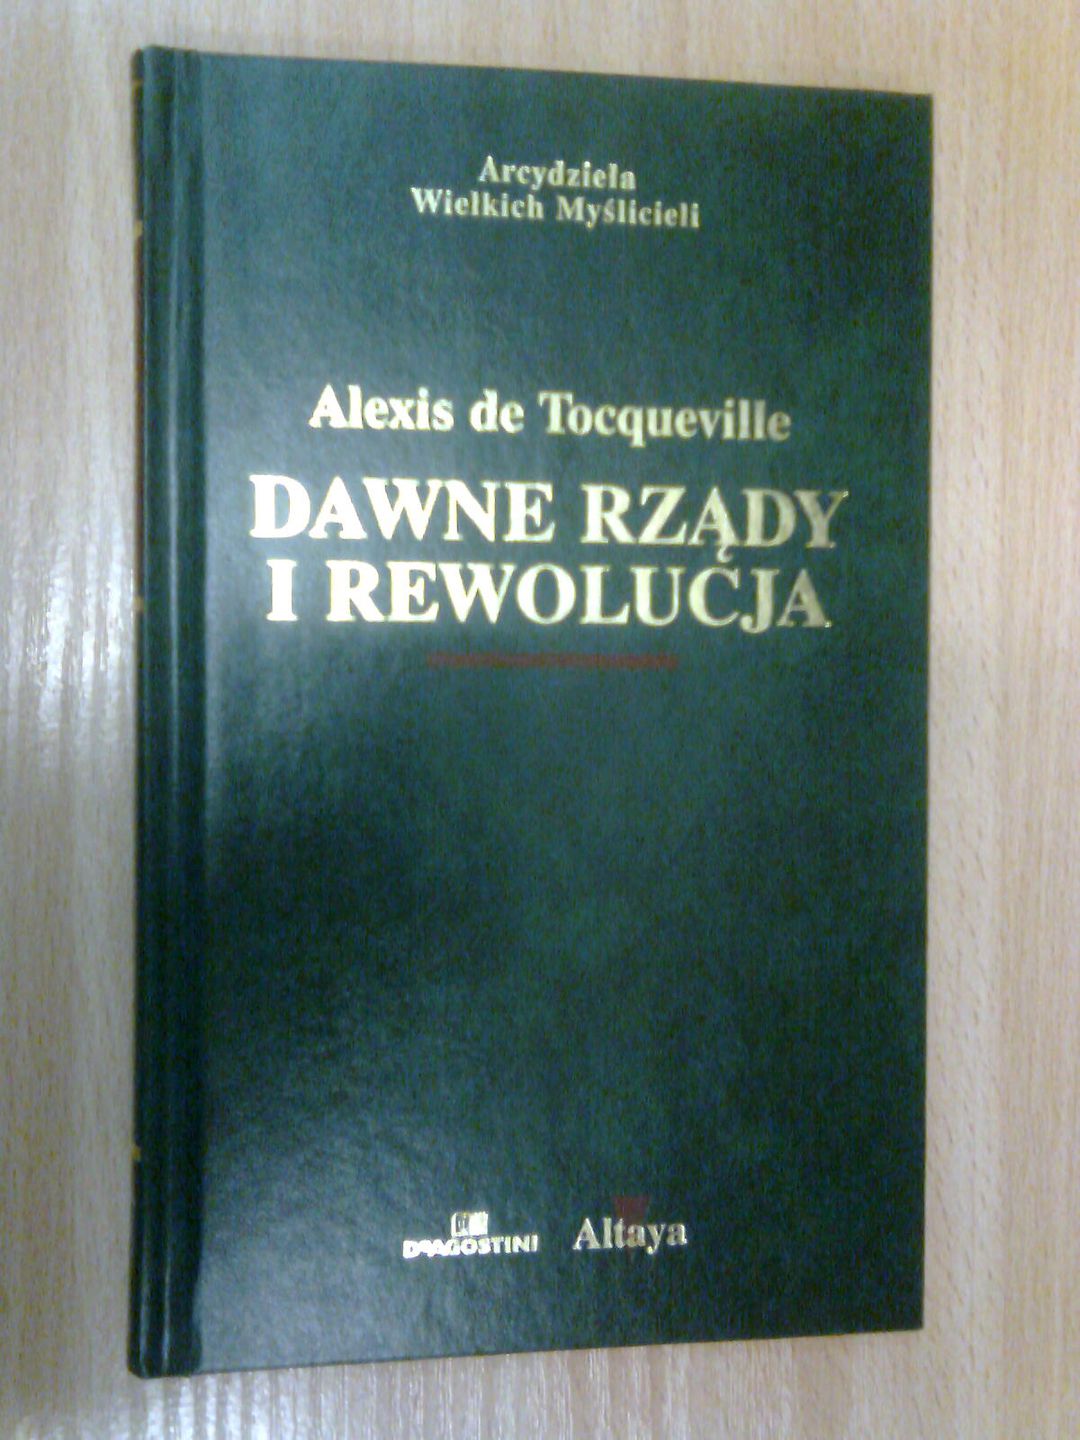 Arcydzieła
Wielkich Myślicieli
Alexis de Tocqueville
DAWNE RZĄDY
I REWOLUCJA
DeAGOSTINI
Altaya